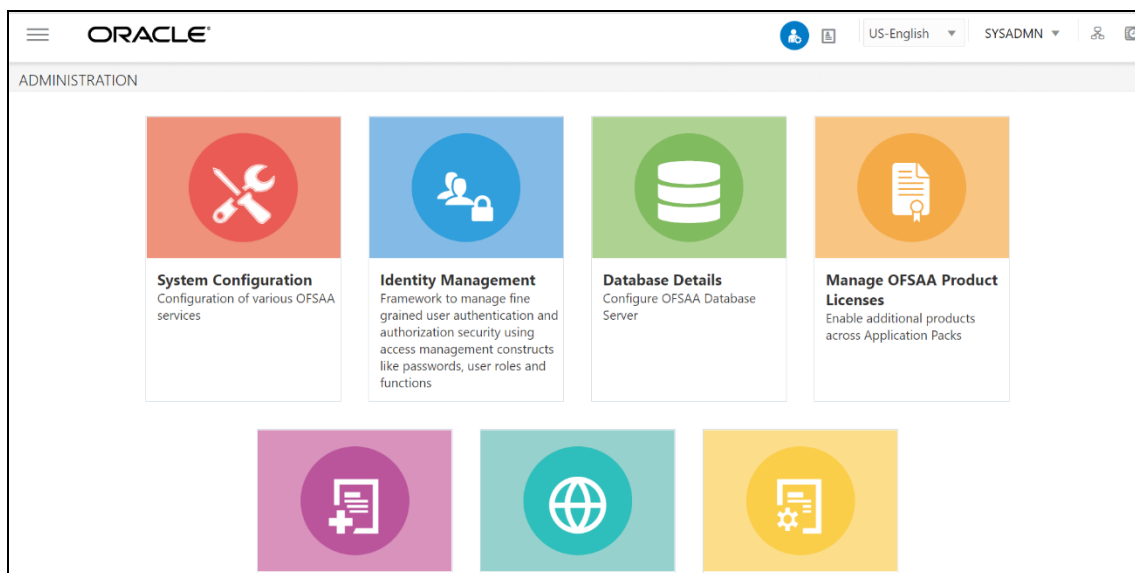 ORACLE
US-English
SYSADMN
ADMINISTRATION
System Configuration
Configuration of various OFSAA
services
Identity Management
Framework to manage fine
grained user authentication and
authorization security using
access management constructs
like passwords, user roles and
functions
Database Details
Configure OFSAA Database
Server
Manage OFSAA Product
Licenses
Enable additional products
across Application Packs